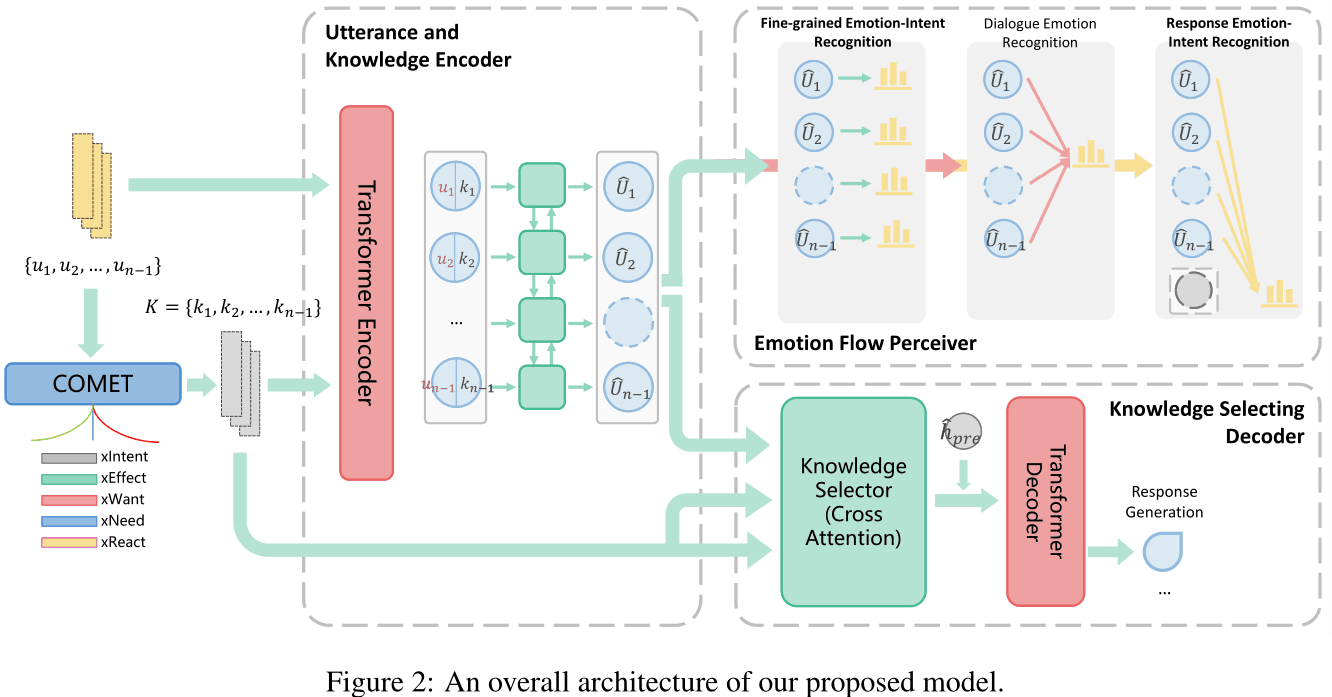 Utterance and
Knowledge Encoder
{u₁, u₂, …, uₙ₋₁}
K = {k₁, k₂, …, kₙ₋₁}
COMET
xIntent
xEffect
xWant
xNeed
xReact
Transformer Encoder
u₁ k₁
u₂ k₂
...
uₙ₋₁ kₙ₋₁
Û₁
Û₂
Ûₙ₋₁
Fine-grained Emotion-Intent
Recognition
Û₁
Û₂
Ûₙ₋₁
Dialogue Emotion
Recognition
Û₁
Û₂
Ûₙ₋₁
Response Emotion-
Intent Recognition
Û₁
Û₂
Ûₙ₋₁
Emotion Flow Perceiver
Knowledge Selecting
Decoder
Knowledge
Selector
(Cross
Attention)
ĥₚᵣₑ
Transformer
Decoder
Response
Generation
...
Figure 2: An overall architecture of our proposed model.